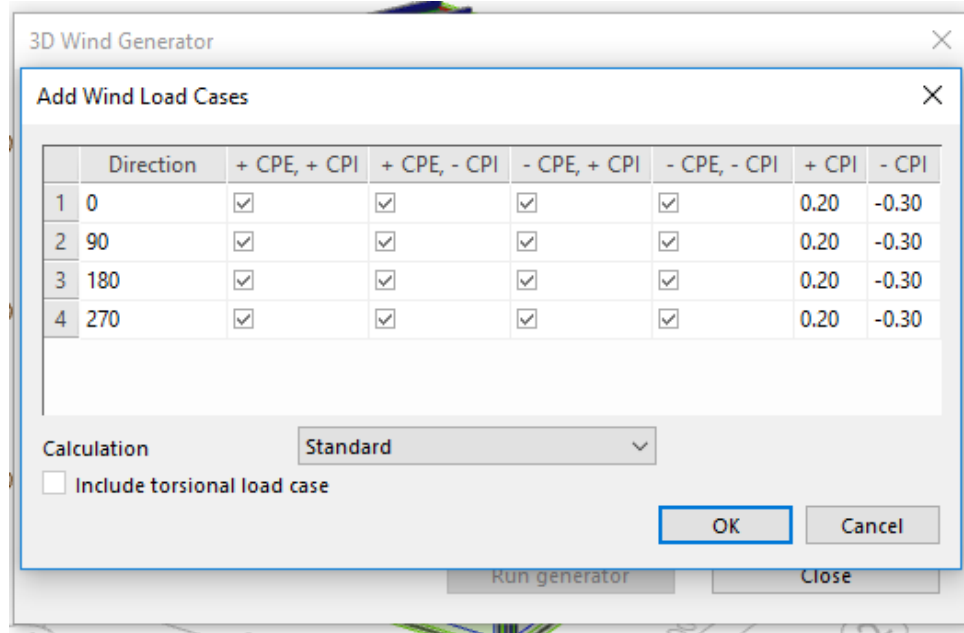 3D Wind Generator
Add Wind Load Cases
Direction + CPE, + CPI + CPE, - CPI - CPE, + CPI - CPE, - CPI + CPI - CPI
1 0 0.20 -0.30
2 90 0.20 -0.30
3 180 0.20 -0.30
4 270 0.20 -0.30
Calculation Standard
Include torsional load case
OK Cancel
Run generator Close